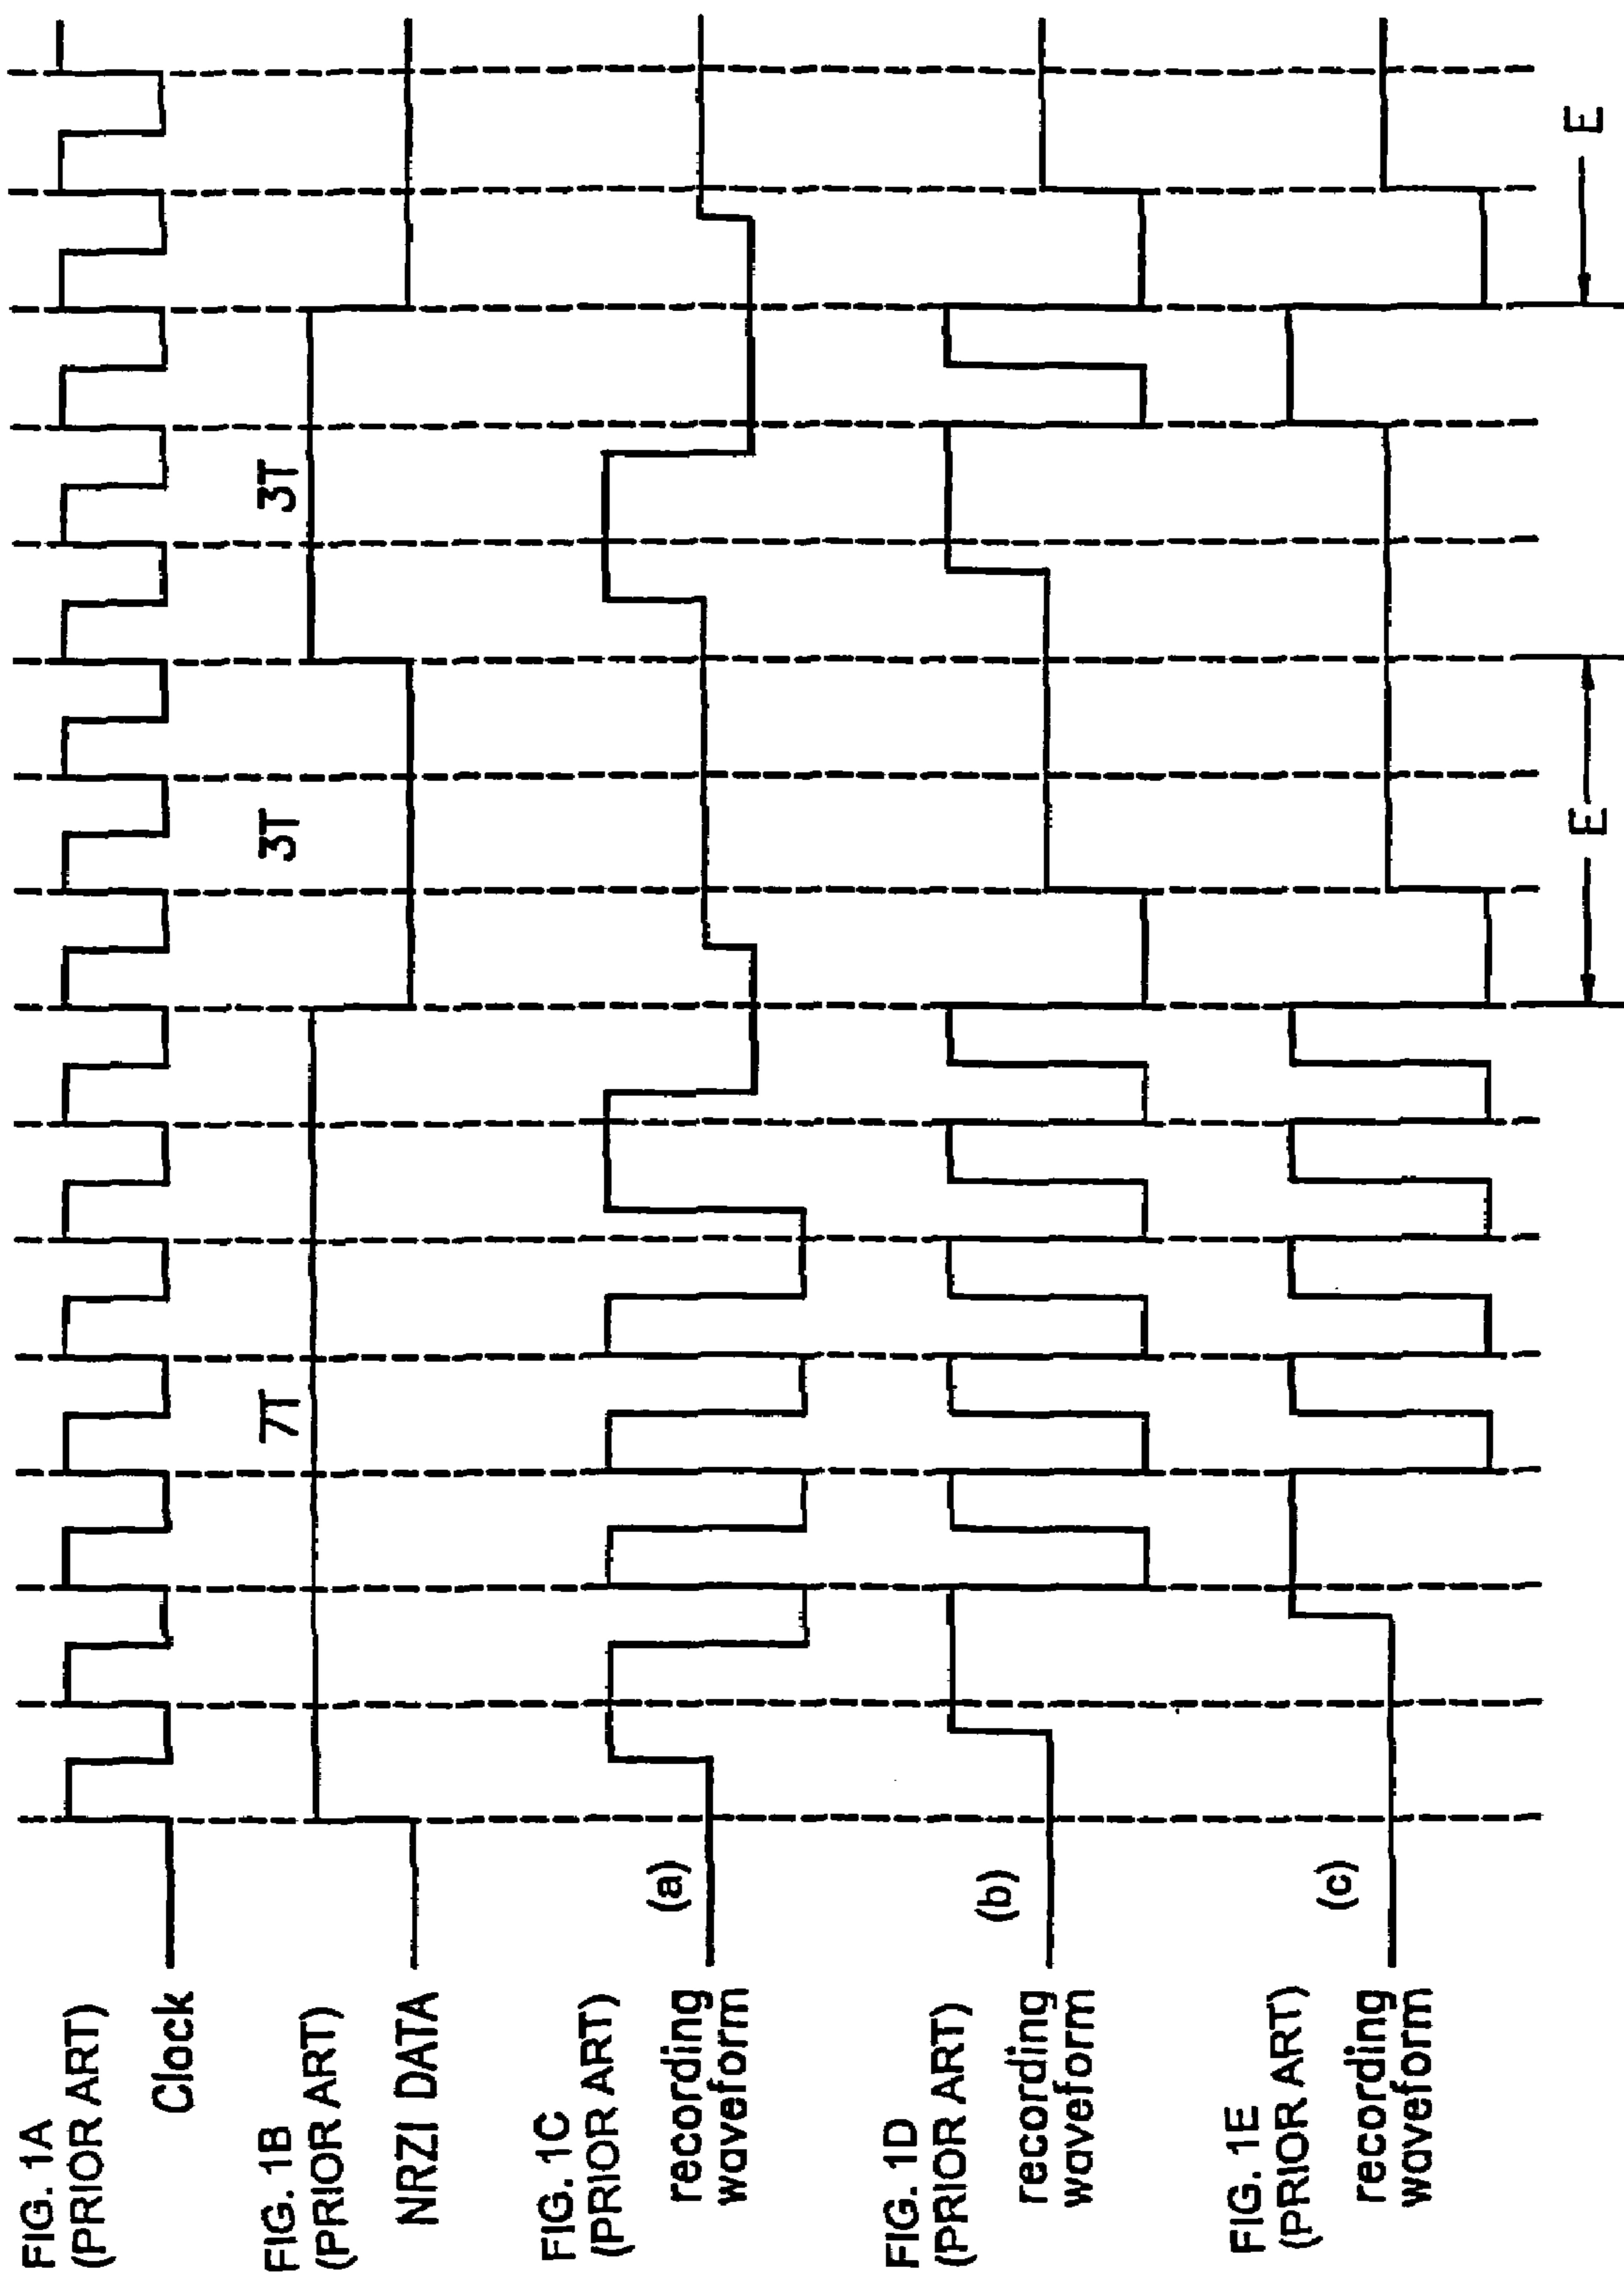 FIG. 1A
(PRIOR ART)
Clock
FIG. 1B
(PRIOR ART)
NRZI DATA
7T
3T
3T
FIG. 1C
(PRIOR ART)
recording
waveform
(a)
FIG. 1D
(PRIOR ART)
recording
waveform
(b)
FIG. 1E
(PRIOR ART)
recording
waveform
(c)
E
E